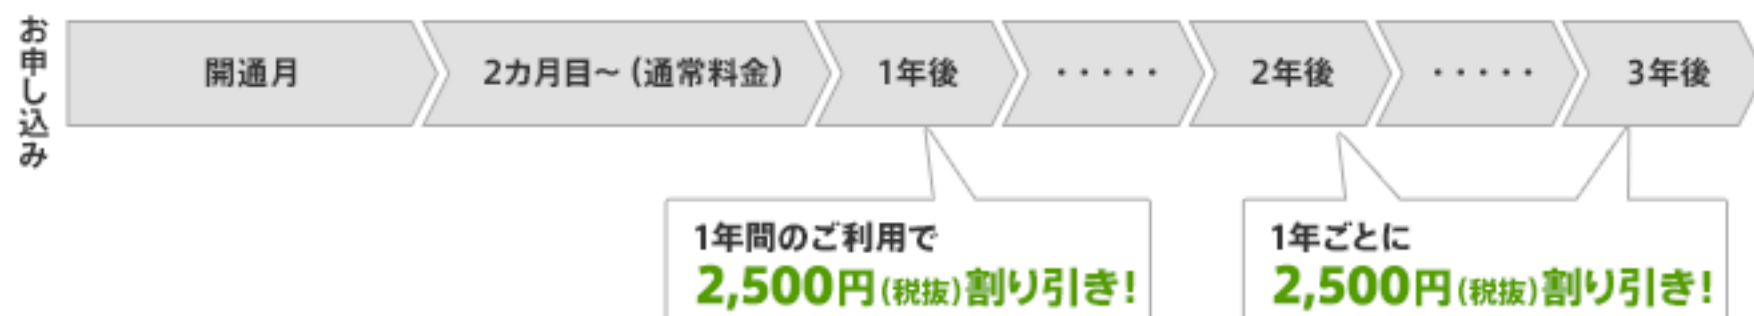 お申し込み
開通月
2カ月目～（通常料金）
1年後
・・・・・
2年後
・・・・・
3年後
1年間のご利用で
2,500円（税抜）割り引き！
1年ごとに
2,500円（税抜）割り引き！